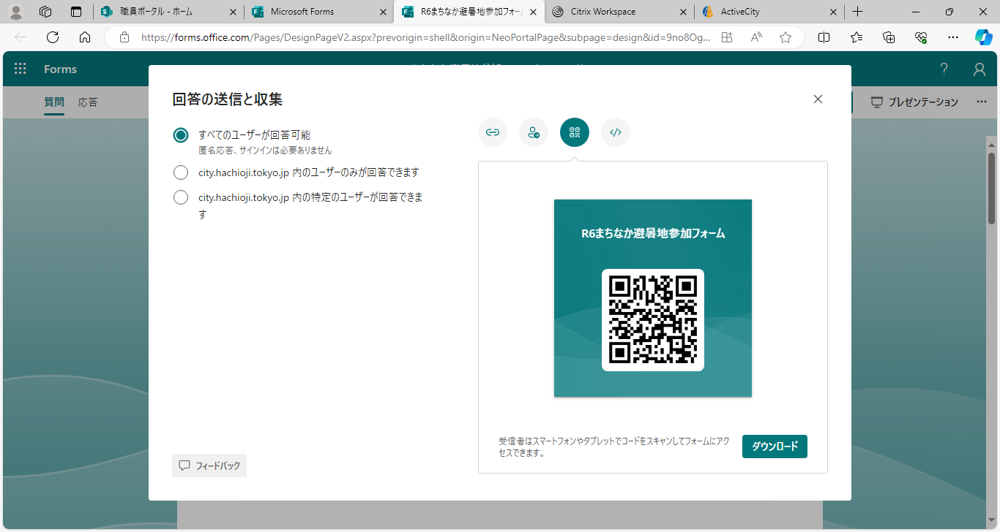 職員ポータル - ホーム
Microsoft Forms
R6まちなか避暑地参加フォーム
Citrix Workspace
ActiveCity
https://forms.office.com/Pages/DesignPageV2.aspx?prevorigin=shell&origin=NeoPortalPage&subpage=design&id=9no8Og...
Forms
?
質問 応答
プレゼンテーション
回答の送信と収集
すべてのユーザーが回答可能
匿名応答、サインインは必要ありません
city.hachioji.tokyo.jp 内のユーザーのみが回答できます
city.hachioji.tokyo.jp 内の特定のユーザーが回答できま
す
R6まちなか避暑地参加フォーム
受信者はスマートフォンやタブレットでコードをスキャンしてフォームにアク
セスできます。
ダウンロード
フィードバック